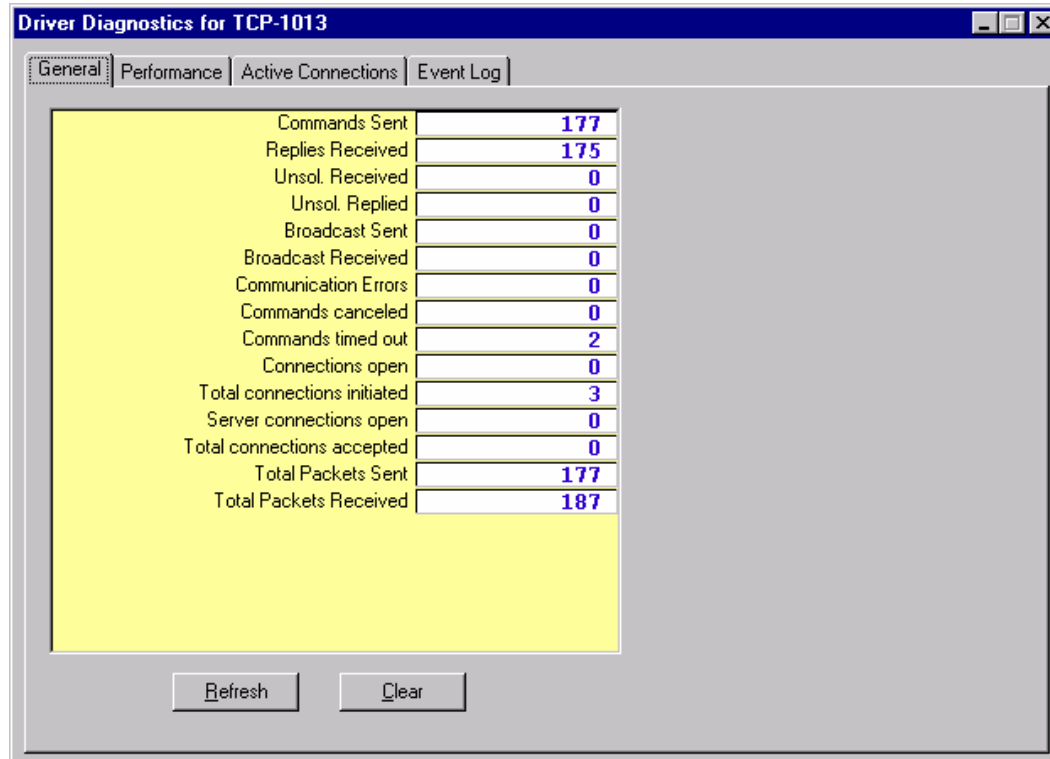 Driver Diagnostics for TCP-1013
General Performance Active Connections Event Log
Commands Sent 177
Replies Received 175
Unsol. Received 0
Unsol. Replied 0
Broadcast Sent 0
Broadcast Received 0
Communication Errors 0
Commands canceled 0
Commands timed out 2
Connections open 0
Total connections initiated 3
Server connections open 0
Total connections accepted 0
Total Packets Sent 177
Total Packets Received 187
Refresh Clear